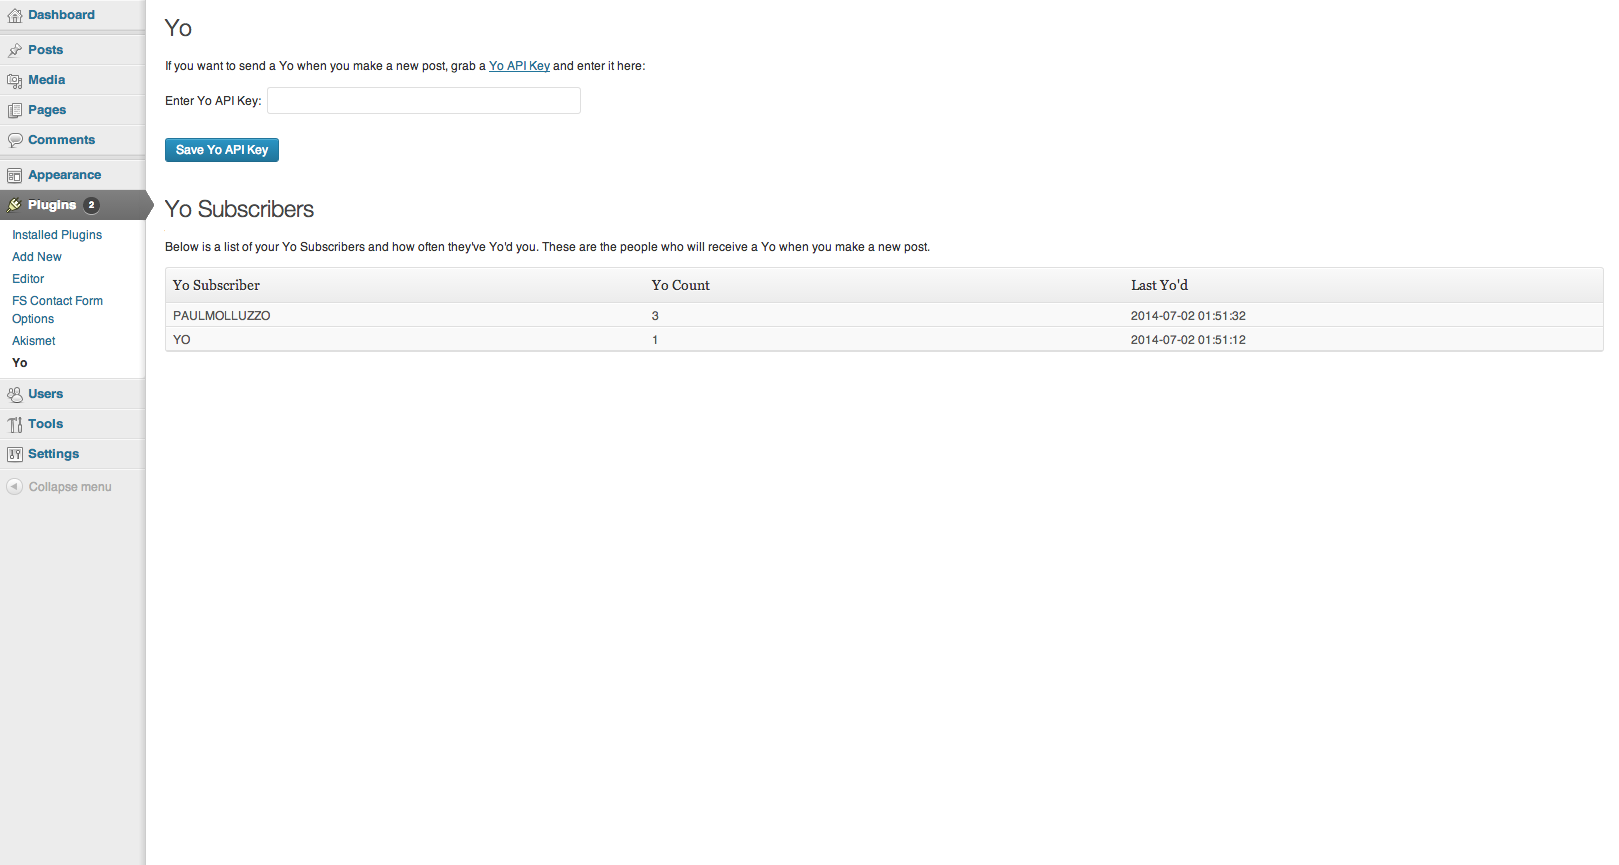 Dashboard
Posts
Media
Pages
Comments
Appearance
Plugins 2
Installed Plugins
Add New
Editor
FS Contact Form
Options
Akismet
Yo
Users
Tools
Settings
Collapse menu
Yo
If you want to send a Yo when you make a new post, grab a Yo API Key and enter it here:
Enter Yo API Key:
Save Yo API Key
Yo Subscribers
Below is a list of your Yo Subscribers and how often they've Yo'd you. These are the people who will receive a Yo when you make a new post.
Yo Subscriber Yo Count Last Yo'd
PAULMOLLUZZO 3 2014-07-02 01:51:32
YO 1 2014-07-02 01:51:12